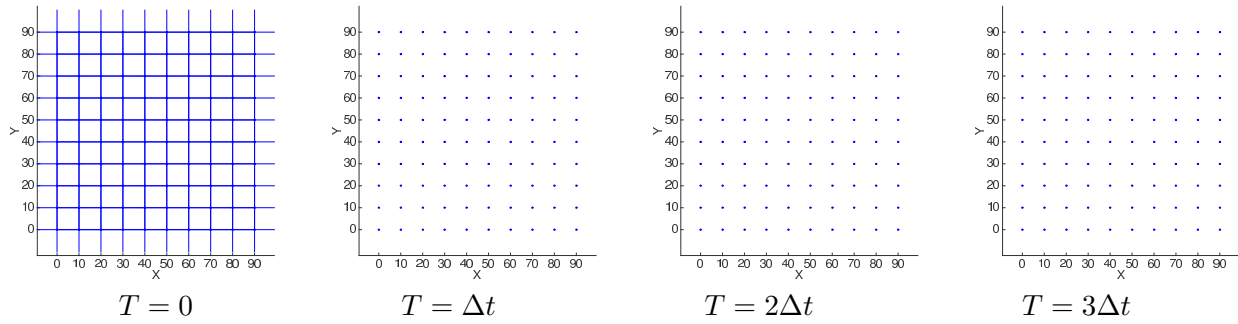 90 90 90 90
80 80 80 80
70 70 70 70
60 60 60 60
50 50 50 50
Y Y Y Y
40 40 40 40
30 30 30 30
20 20 20 20
10 10 10 10
0 0 0 0
0 10 20 30 40 50 60 70 80 90 0 10 20 30 40 50 60 70 80 90 0 10 20 30 40 50 60 70 80 90 0 10 20 30 40 50 60 70 80 90
X X X X
T = 0 T = Δt T = 2Δt T = 3Δt